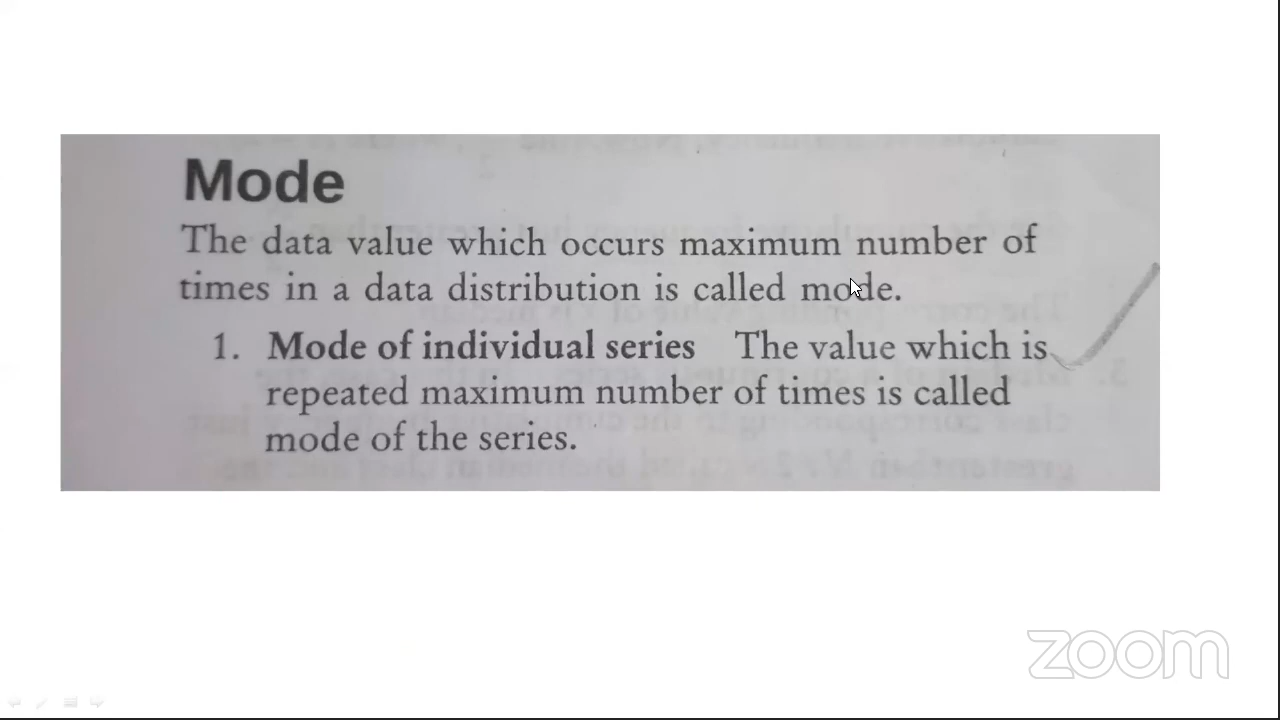 Mode
The data value which occurs maximum number of
times in a data distribution is called mode.
1. Mode of individual series The value which is
repeated maximum number of times is called
mode of the series.
zoom